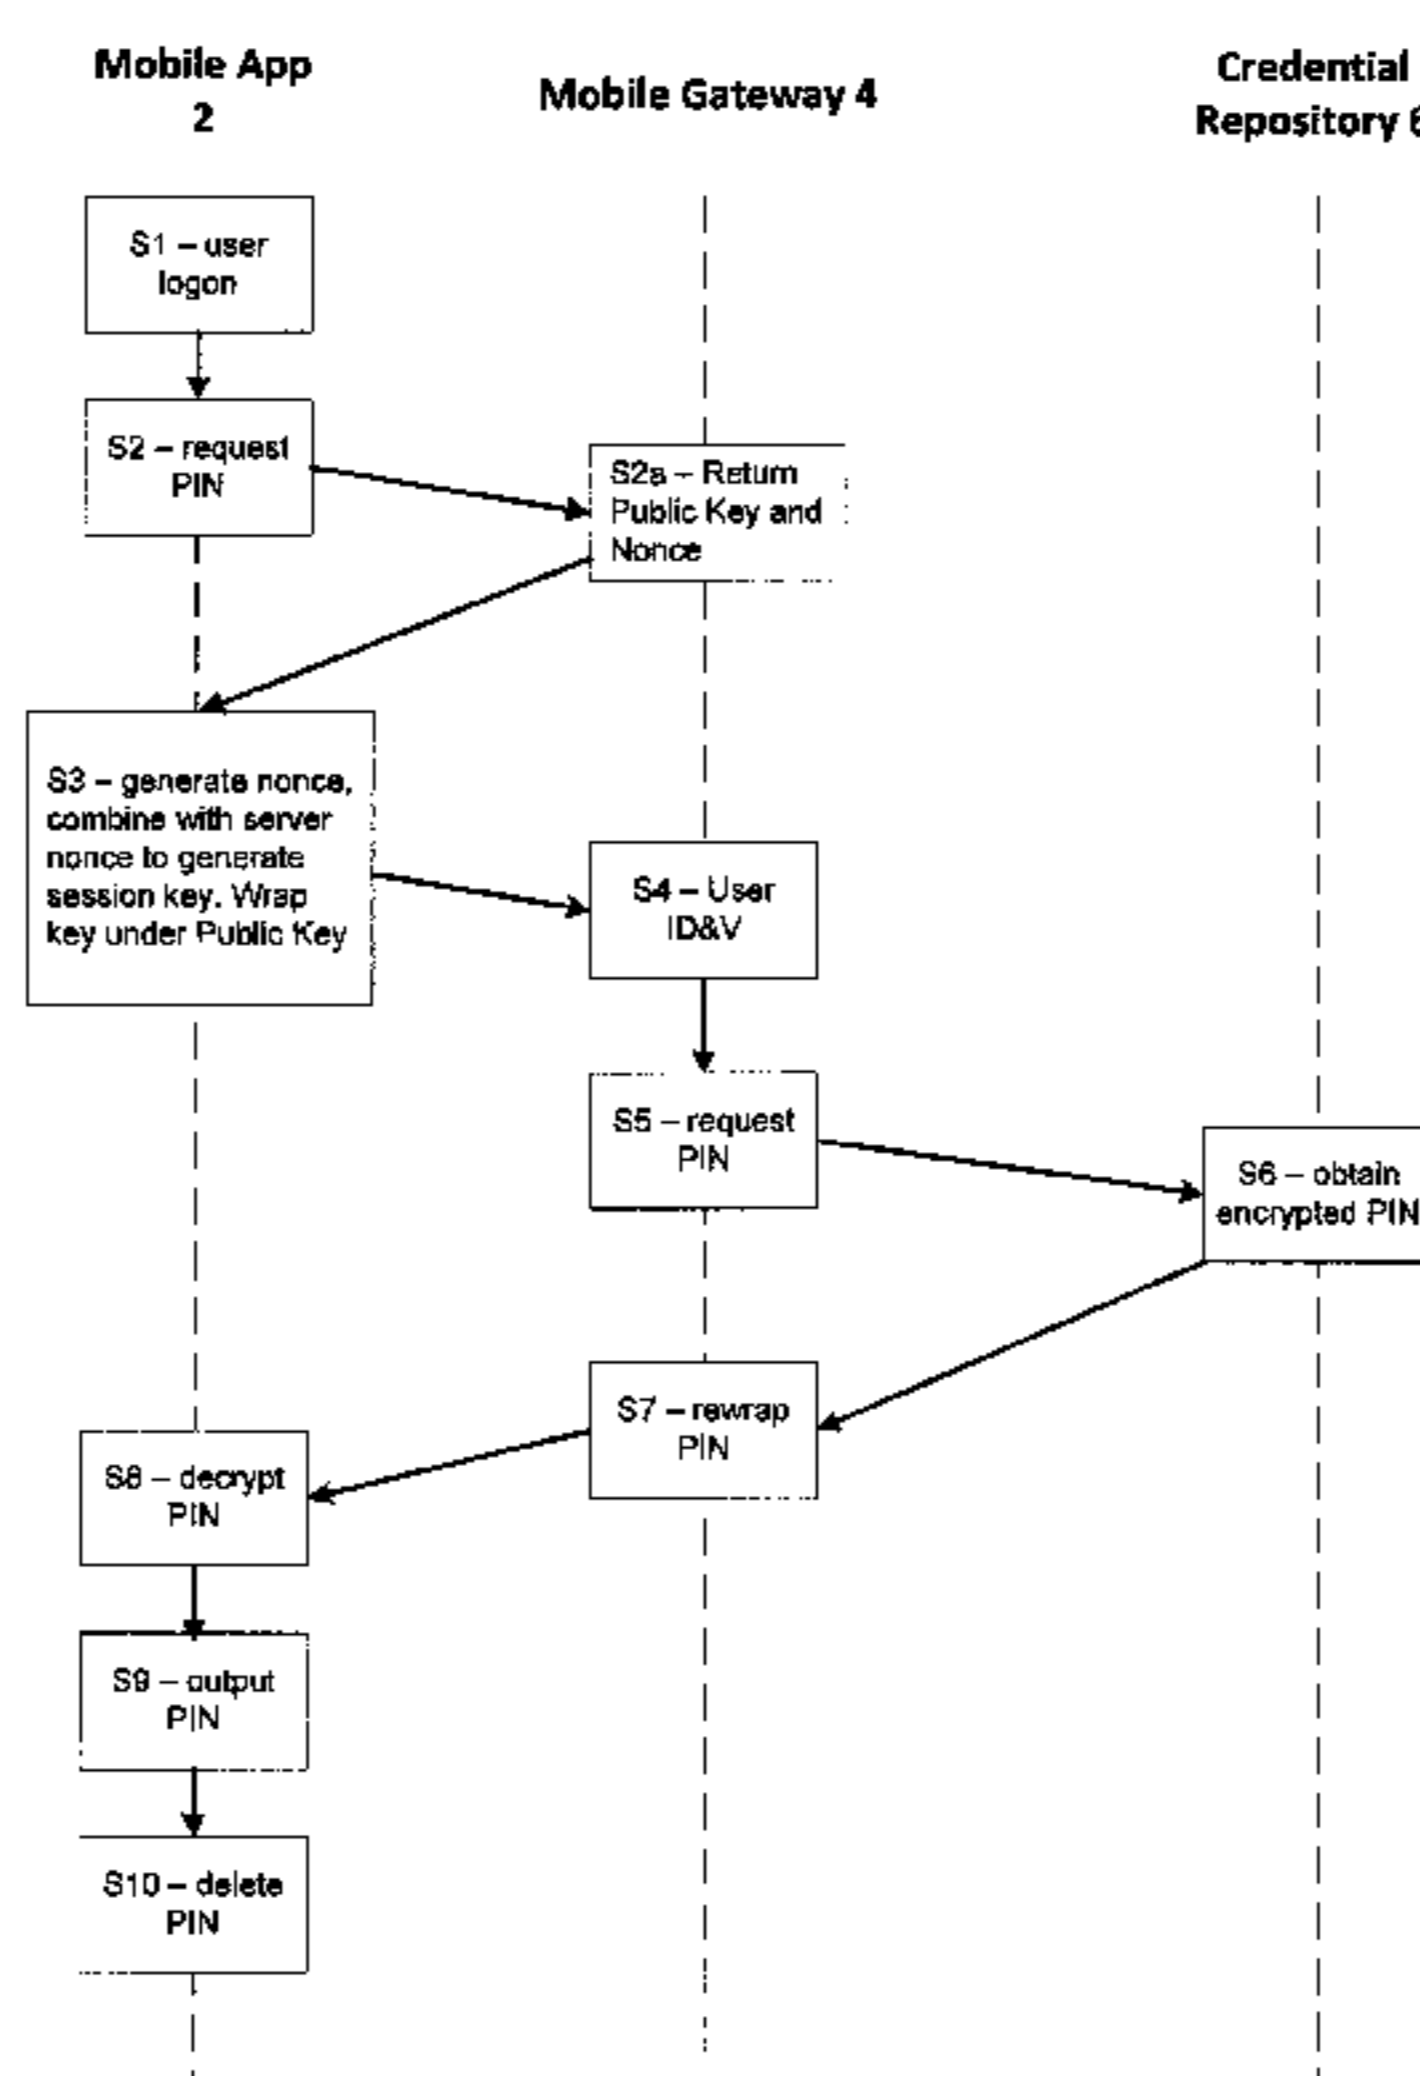 Mobile App
2
Mobile Gateway 4
Credential
Repository 6
S1 – user
logon
S2 – request
PIN
S2a – Return
Public Key and
Nonce
S3 – generate nonce,
combine with server
nonce to generate
session key. Wrap
key under Public Key
S4 – User
ID&V
S5 – request
PIN
S6 – obtain
encrypted PIN
S7 – rewrap
PIN
S8 – decrypt
PIN
S9 – output
PIN
S10 – delete
PIN